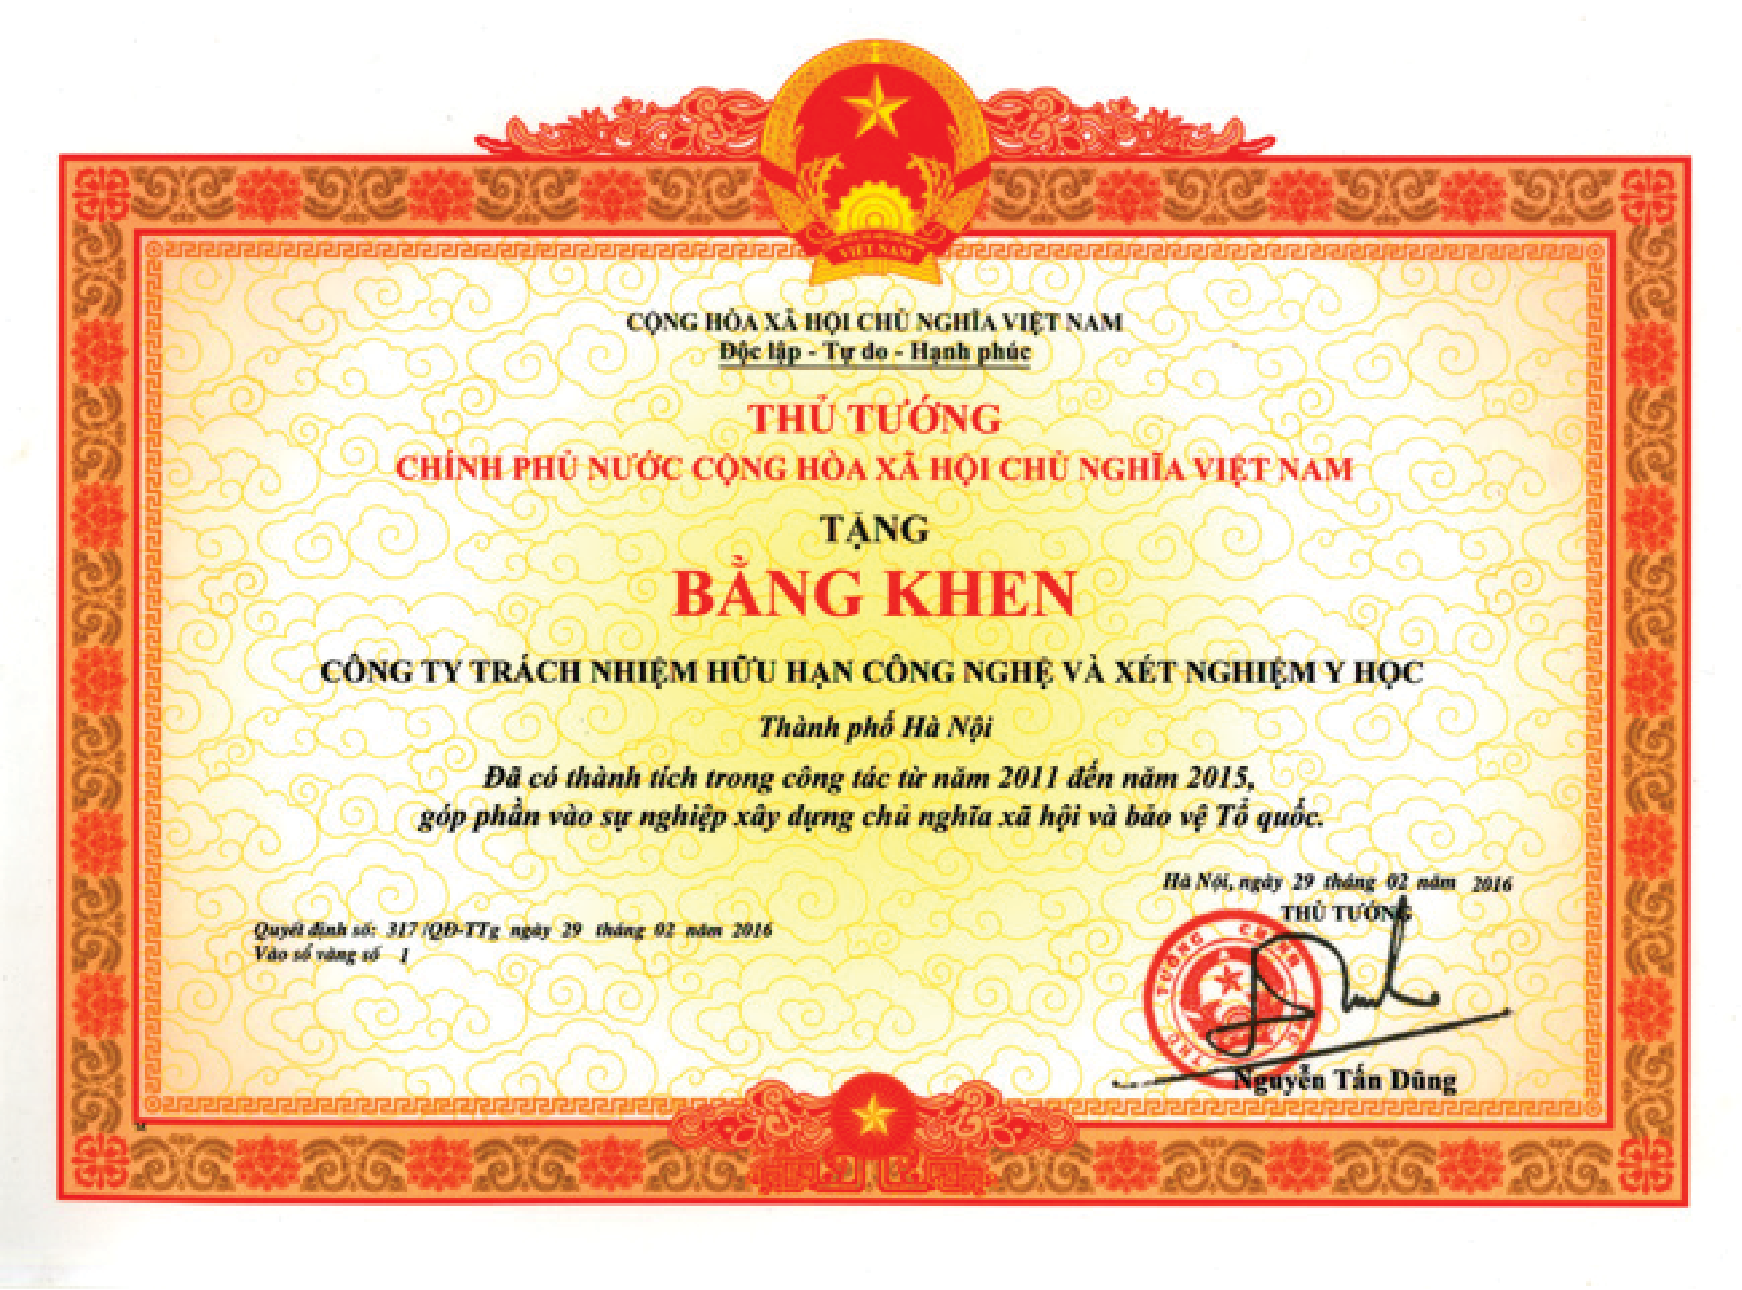 VIỆT NAM
CỘNG HÒA XÃ HỘI CHỦ NGHĨA VIỆT NAM
Độc lập - Tự do - Hạnh phúc
THỦ TƯỚNG
CHÍNH PHỦ NƯỚC CỘNG HÒA XÃ HỘI CHỦ NGHĨA VIỆT NAM
TẶNG
BẰNG KHEN
CÔNG TY TRÁCH NHIỆM HỮU HẠN CÔNG NGHỆ VÀ XÉT NGHIỆM Y HỌC
Thành phố Hà Nội
Đã có thành tích trong công tác từ năm 2011 đến năm 2015,
góp phần vào sự nghiệp xây dựng chủ nghĩa xã hội và bảo vệ Tổ quốc.
Hà Nội, ngày 29 tháng 02 năm 2016
THỦ TƯỚNG
Quyết định số: 317 /QĐ-TTg ngày 29 tháng 02 năm 2016
Vào sổ vàng số 1
THỦ TƯỚNG CHÍNH PHỦ
Nguyễn Tấn Dũng